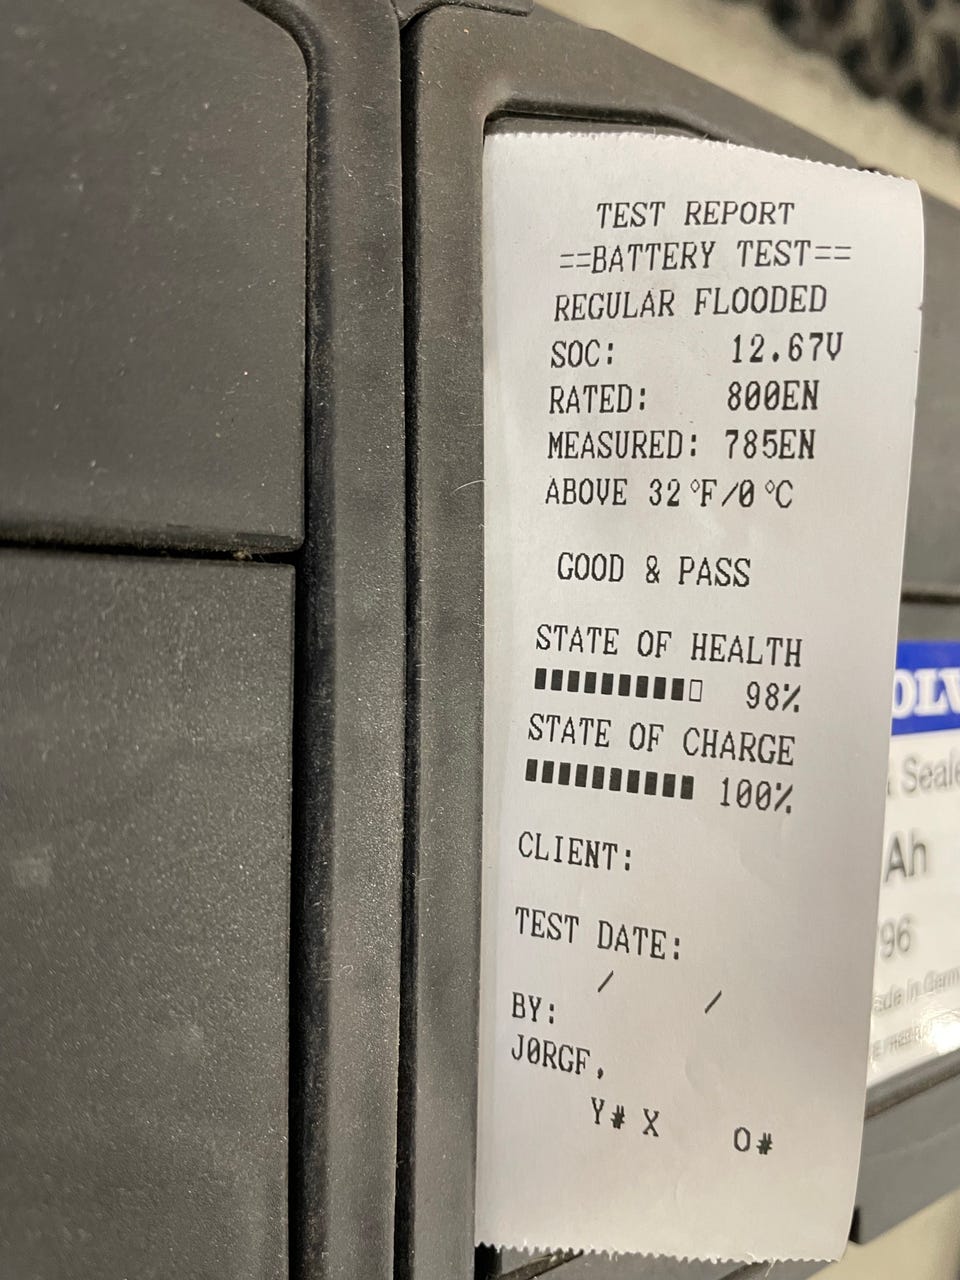 TEST REPORT
==BATTERY TEST==
REGULAR FLOODED
SOC: 12.67V
RATED: 800EN
MEASURED: 785EN
ABOVE 32°F/0°C
GOOD & PASS
STATE OF HEALTH
98%
STATE OF CHARGE
100%
CLIENT:
TEST DATE:
/ /
BY:
JØRGF,
Y# X O#
OLV
& Seale
Ah
96
ade in Germ